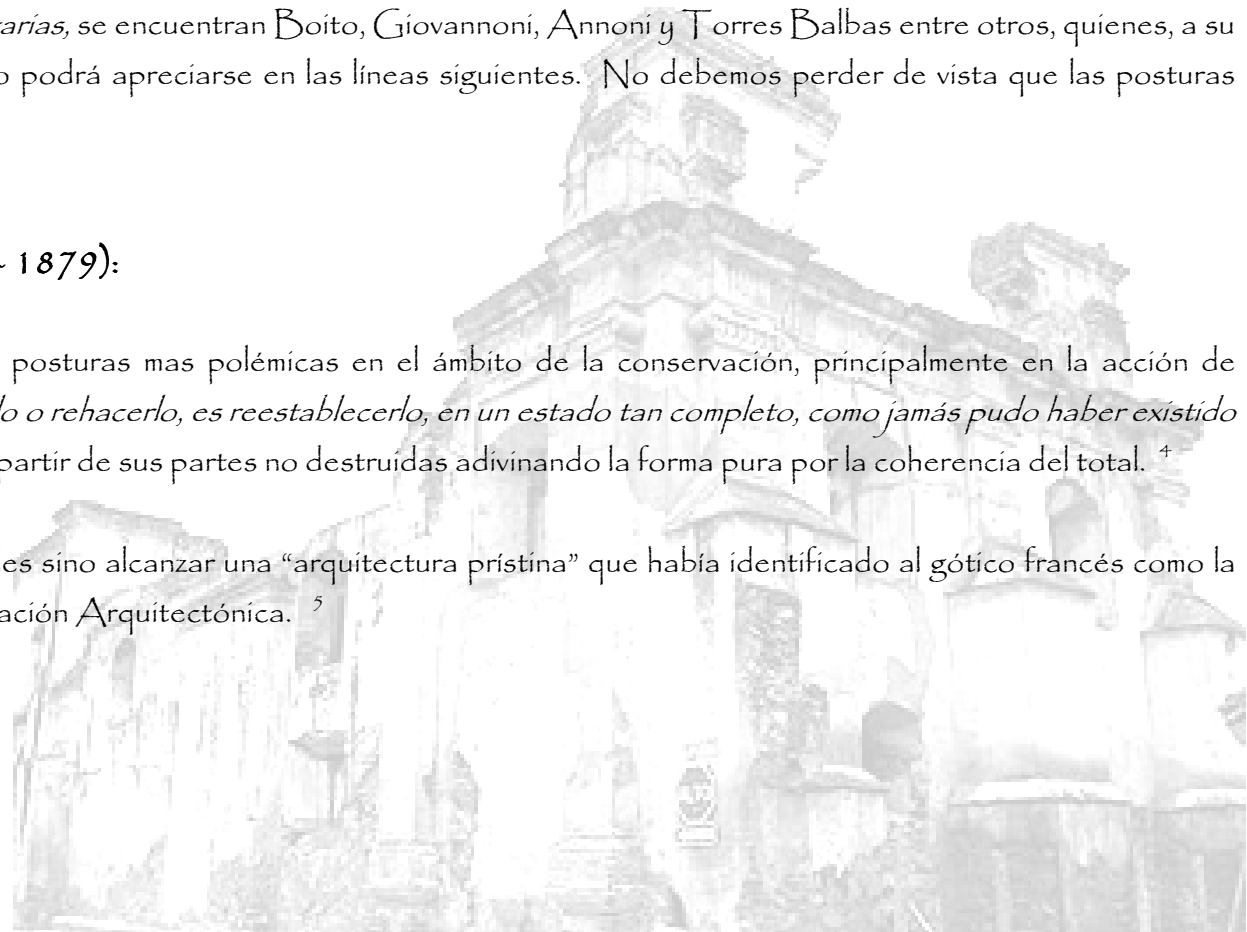 arias, se encuentran Boito, Giovannoni, Annoni y Torres Balbas entre otros, quienes, a su
o podrá apreciarse en las líneas siguientes. No debemos perder de vista que las posturas
1879):
posturas mas polémicas en el ámbito de la conservación, principalmente en la acción de
lo o rehacerlo, es reestablecerlo, en un estado tan completo, como jamás pudo haber existido
partir de sus partes no destruidas adivinando la forma pura por la coherencia del total. 4
es sino alcanzar una “arquitectura prístina” que había identificado al gótico francés como la
ación Arquitectónica. 5